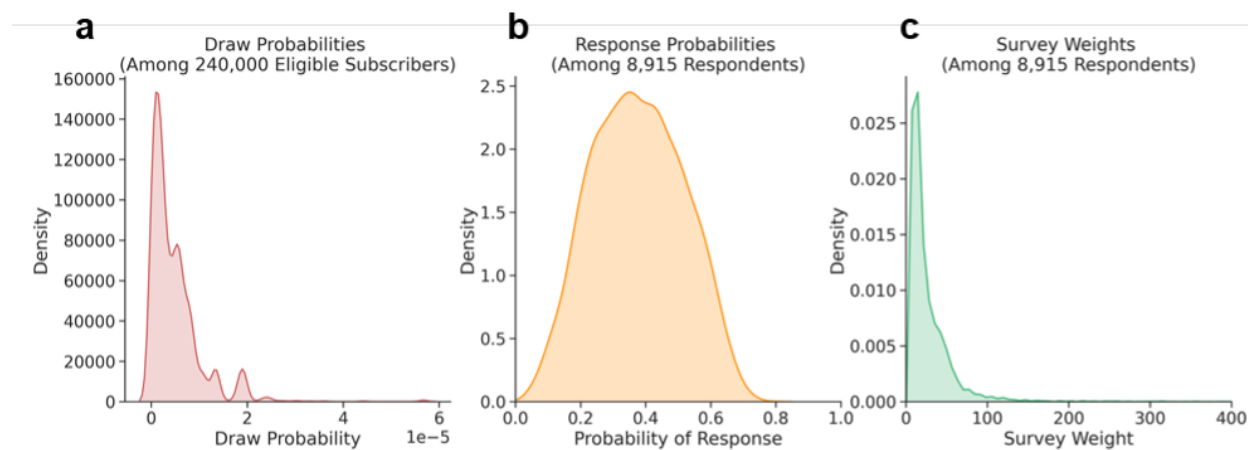 a
Draw Probabilities
(Among 240,000 Eligible Subscribers)
160000
140000
120000
100000
80000
60000
40000
20000
0
Density
0
2
4
6
1e−5
Draw Probability
b
Response Probabilities
(Among 8,915 Respondents)
2.5
2.0
1.5
1.0
0.5
0.0
Density
0.0
0.2
0.4
0.6
0.8
1.0
Probability of Response
c
Survey Weights
(Among 8,915 Respondents)
0.025
0.020
0.015
0.010
0.005
0.000
Density
0
100
200
300
400
Survey Weight